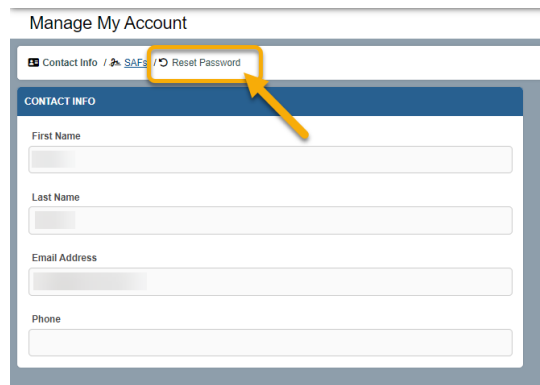 Manage My Account
Contact Info / SAFs / Reset Password
CONTACT INFO
First Name
Last Name
Email Address
Phone